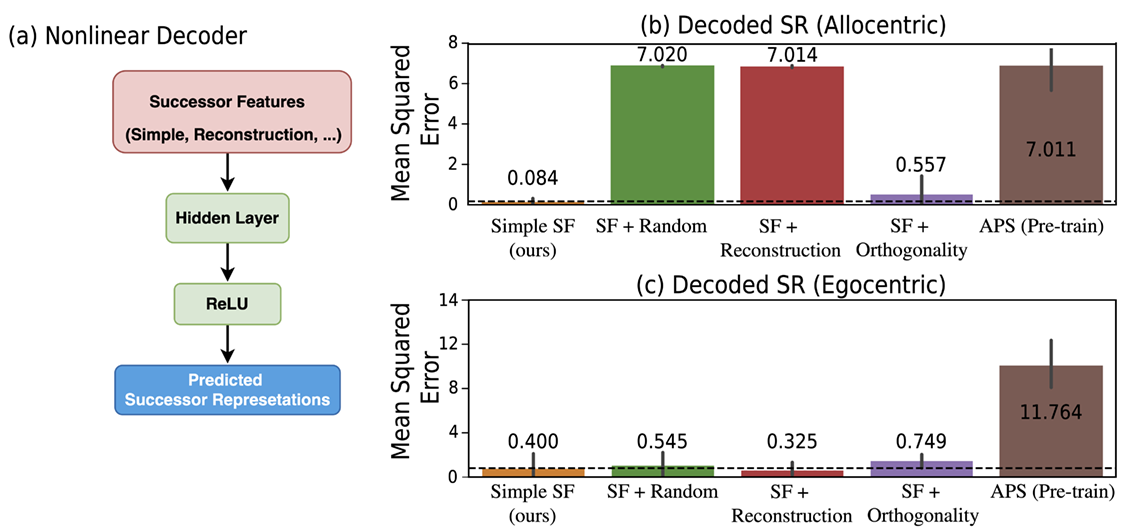 (a) Nonlinear Decoder
Successor Features
(Simple, Reconstruction, ...)
Hidden Layer
ReLU
Predicted
Successor Represetations
(b) Decoded SR (Allocentric)
Mean Squared
Error
8
6
4
2
0
0.084
7.020
7.014
0.557
7.011
Simple SF
(ours)
SF + Random
SF +
Reconstruction
SF +
Orthogonality
APS (Pre-train)
(c) Decoded SR (Egocentric)
Mean Squared
Error
14
12
8
4
0
0.400
0.545
0.325
0.749
11.764
Simple SF
(ours)
SF + Random
SF +
Reconstruction
SF +
Orthogonality
APS (Pre-train)